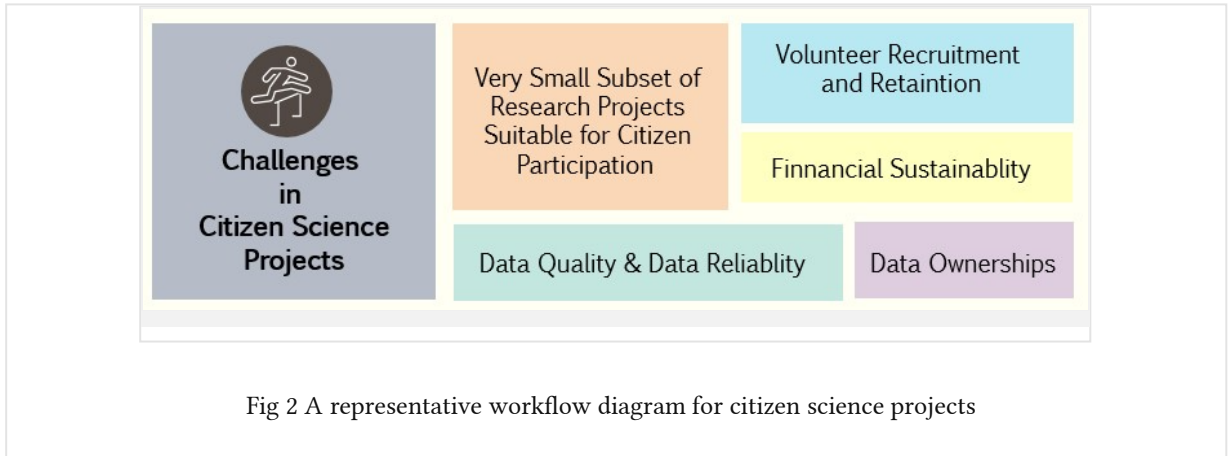 Challenges
in
Citizen Science
Projects
Very Small Subset of
Research Projects
Suitable for Citizen
Participation
Volunteer Recruitment
and Retaintion
Finnancial Sustainablity
Data Quality & Data Reliablity
Data Ownerships
Fig 2 A representative workflow diagram for citizen science projects